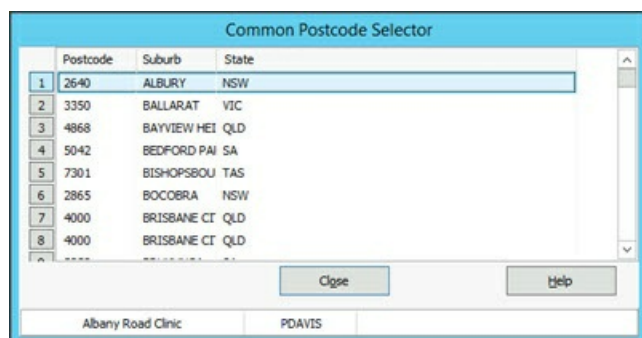 Common Postcode Selector
Postcode Suburb State
1 2640 ALBURY NSW
2 3350 BALLARAT VIC
3 4868 BAYVIEW HEI QLD
4 5042 BEDFORD PAI SA
5 7301 BISHOPSBOU TAS
6 2865 BOCOBRA NSW
7 4000 BRISBANE CI QLD
8 4000 BRISBANE CI QLD
Close Help
Albany Road Clinic PDAVIS